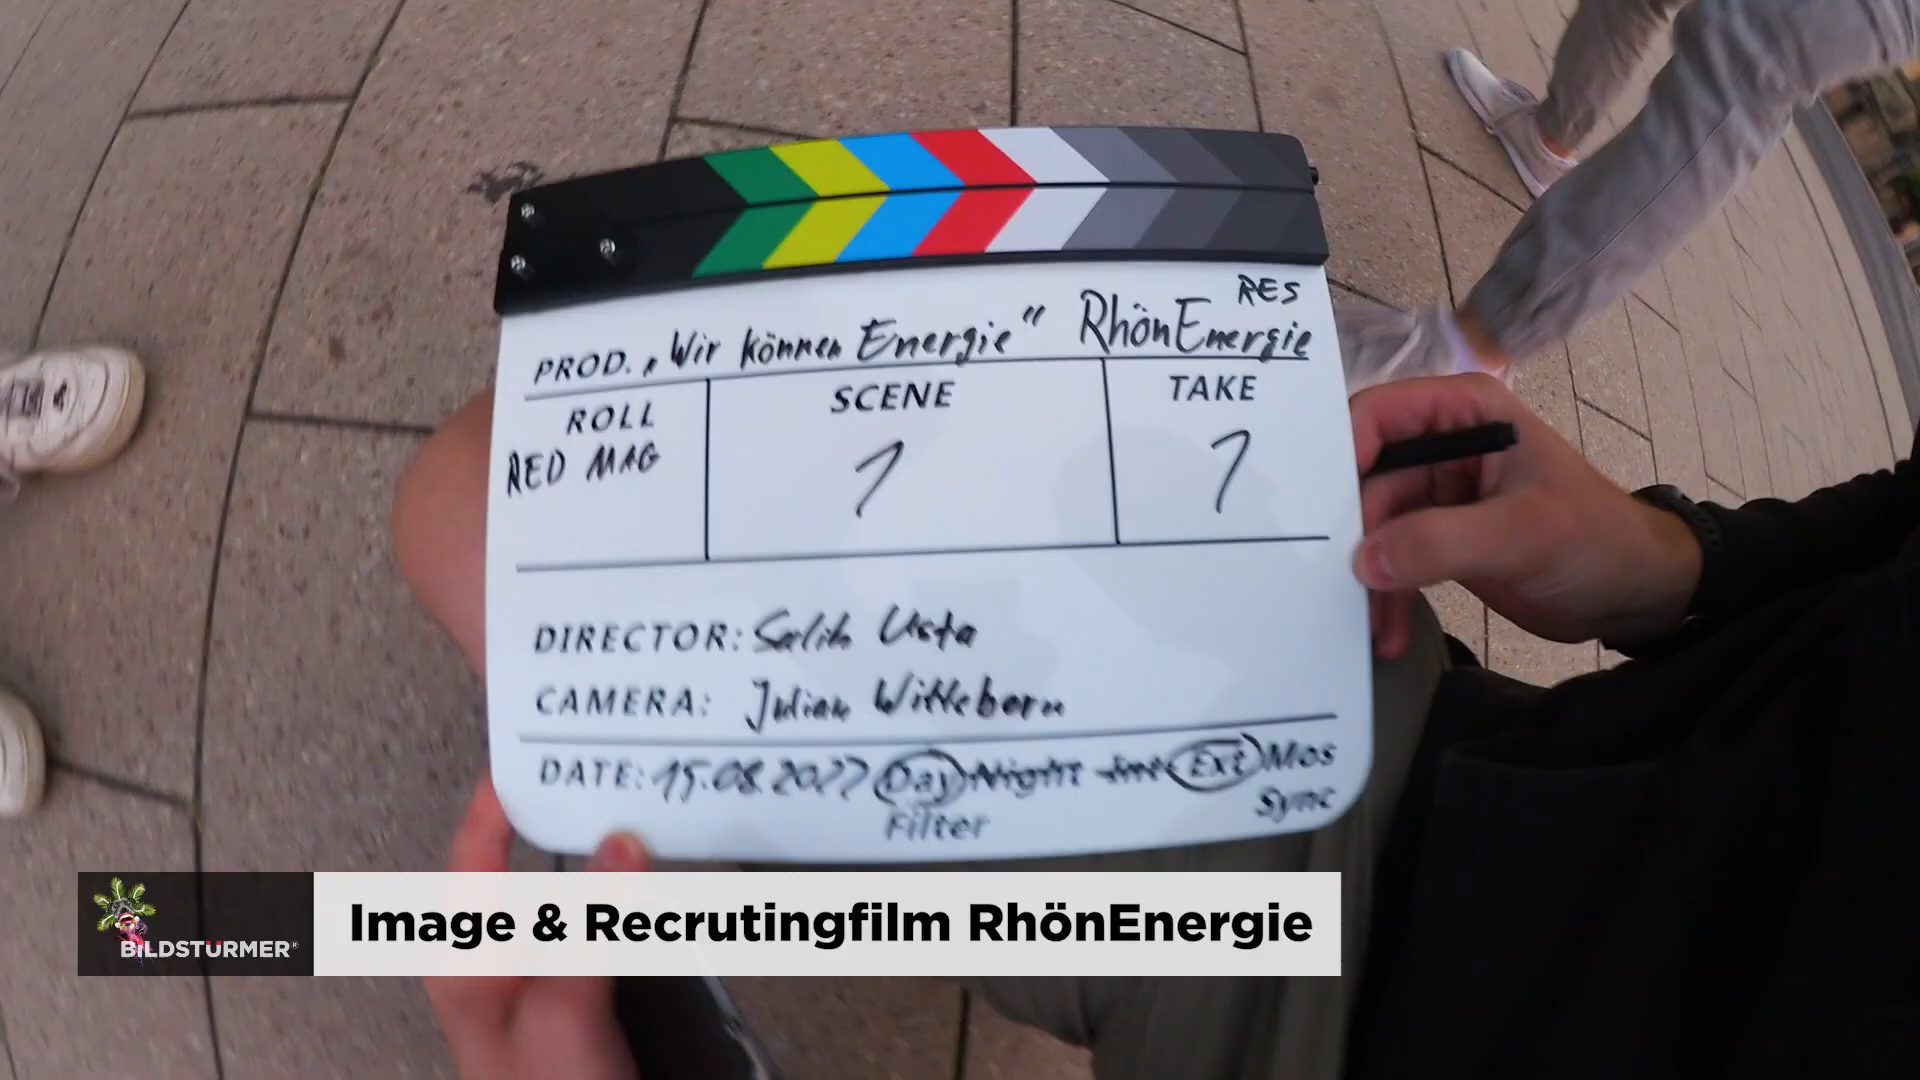 RES
PROD. „Wir können Energie“ RhönEnergie
ROLL SCENE TAKE
RED MAG 1 1
DIRECTOR: Salih Usta
CAMERA: Julian Witteborn
DATE: 15.08.2022 Day Night Int Ext Mos
Filter Sync
BILDSTÜRMER®
Image & Recrutingfilm RhönEnergie